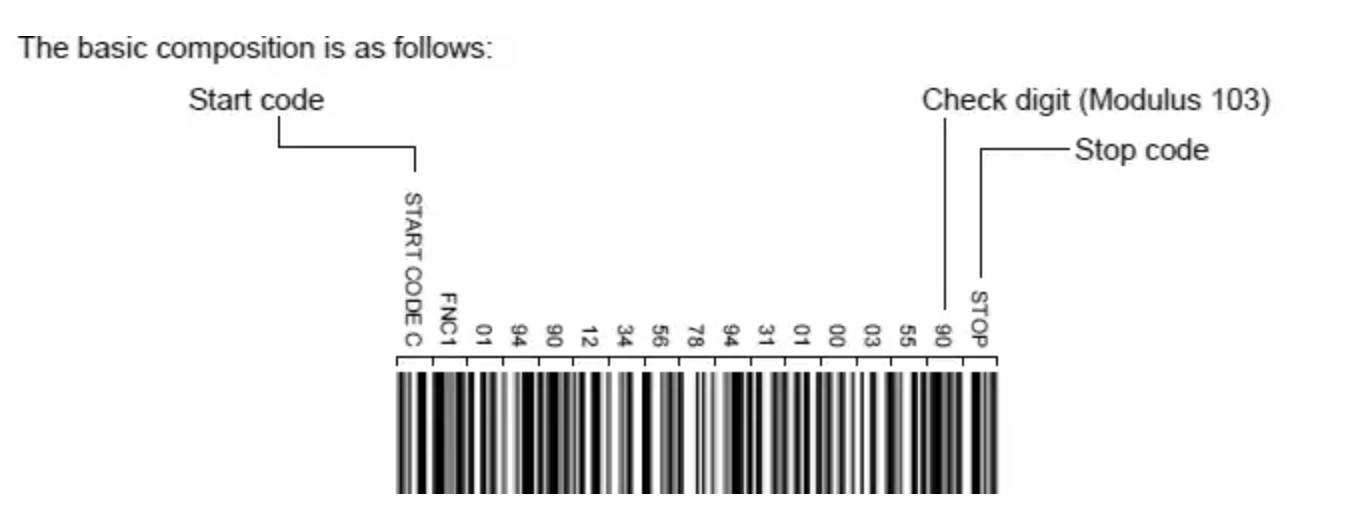 The basic composition is as follows:
Start code
Check digit (Modulus 103)
Stop code
START CODE C
FNC1
01
94
90
12
34
56
78
94
31
01
00
03
55
90
STOP